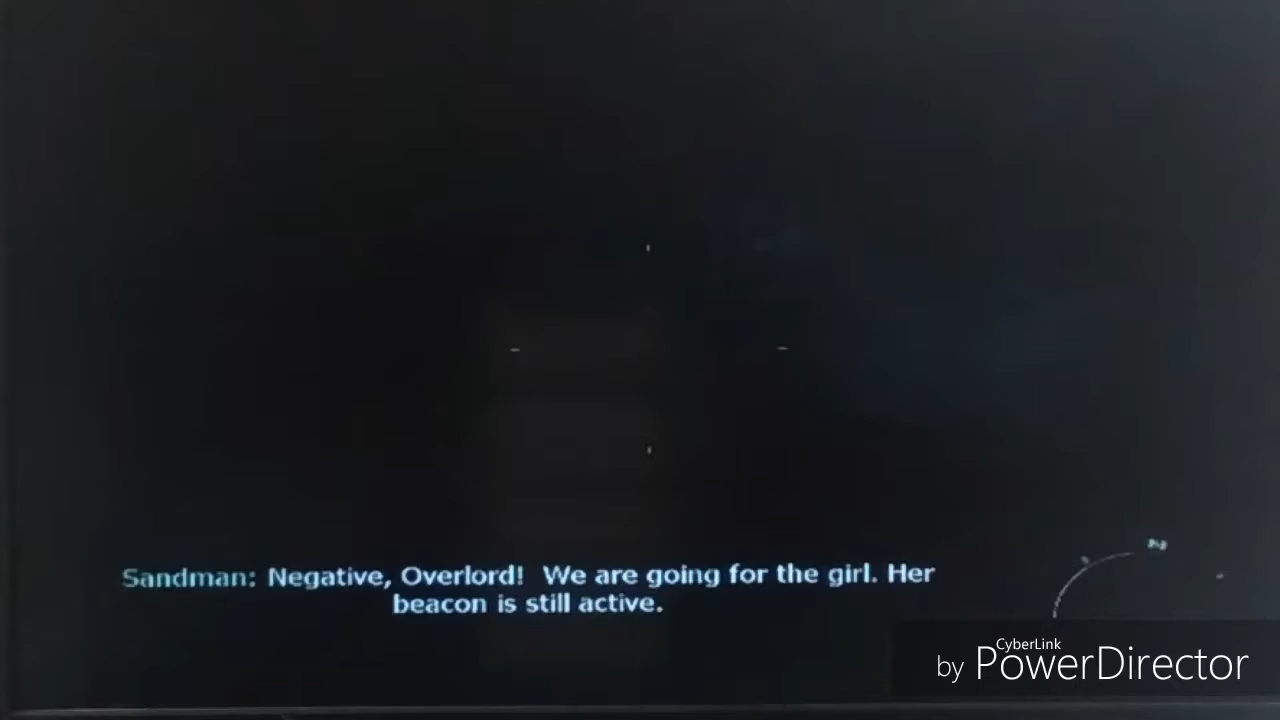 Sandman: Negative, Overlord!  We are going for the girl. Her
beacon is still active.
CyberLink
by PowerDirector